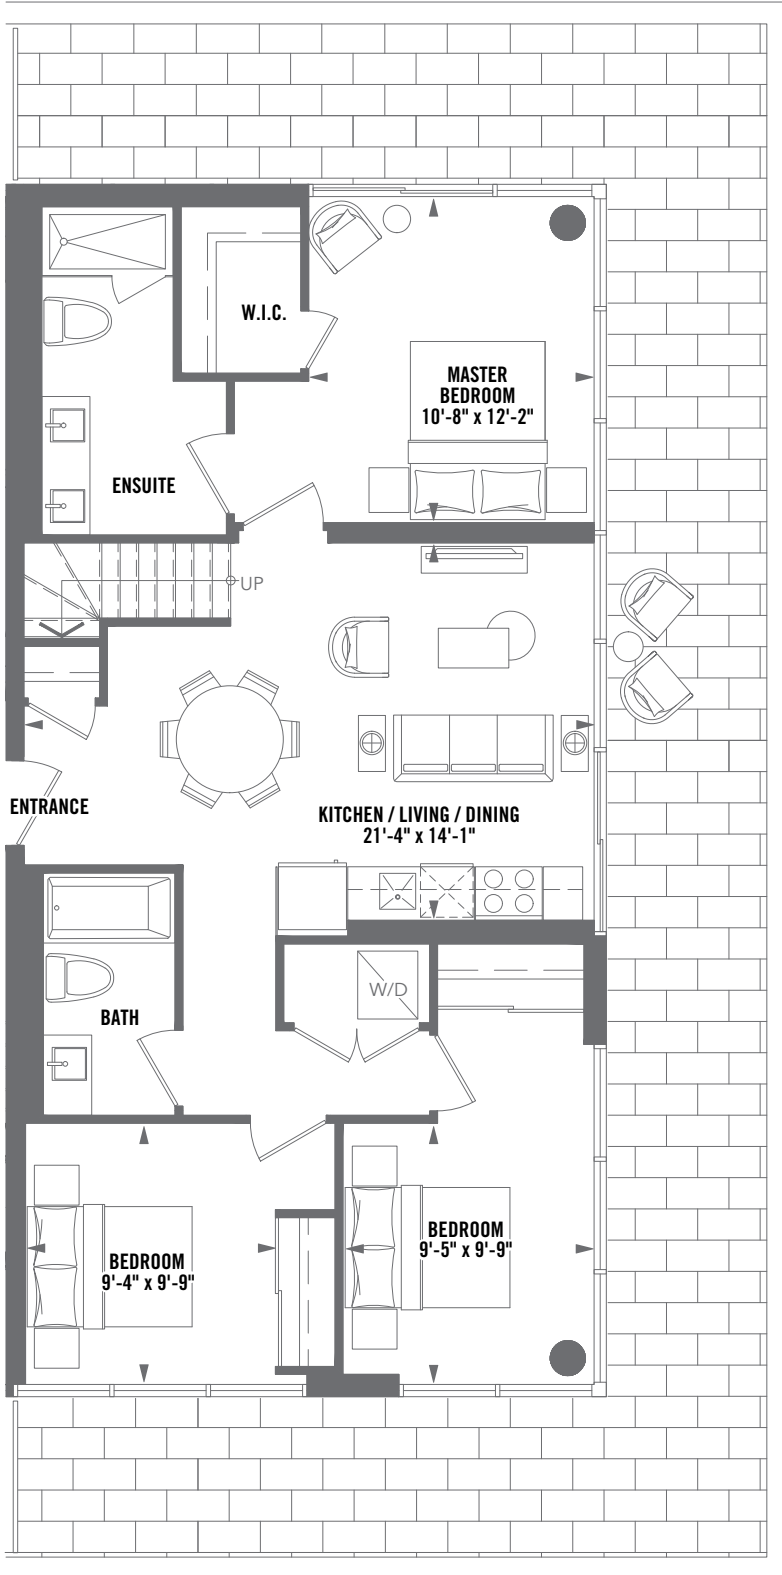 W.I.C.
MASTER
BEDROOM
10'-8" x 12'-2"
ENSUITE
UP
ENTRANCE
KITCHEN / LIVING / DINING
21'-4" x 14'-1"
W/D
BATH
BEDROOM
9'-5" x 9'-9"
BEDROOM
9'-4" x 9'-9"